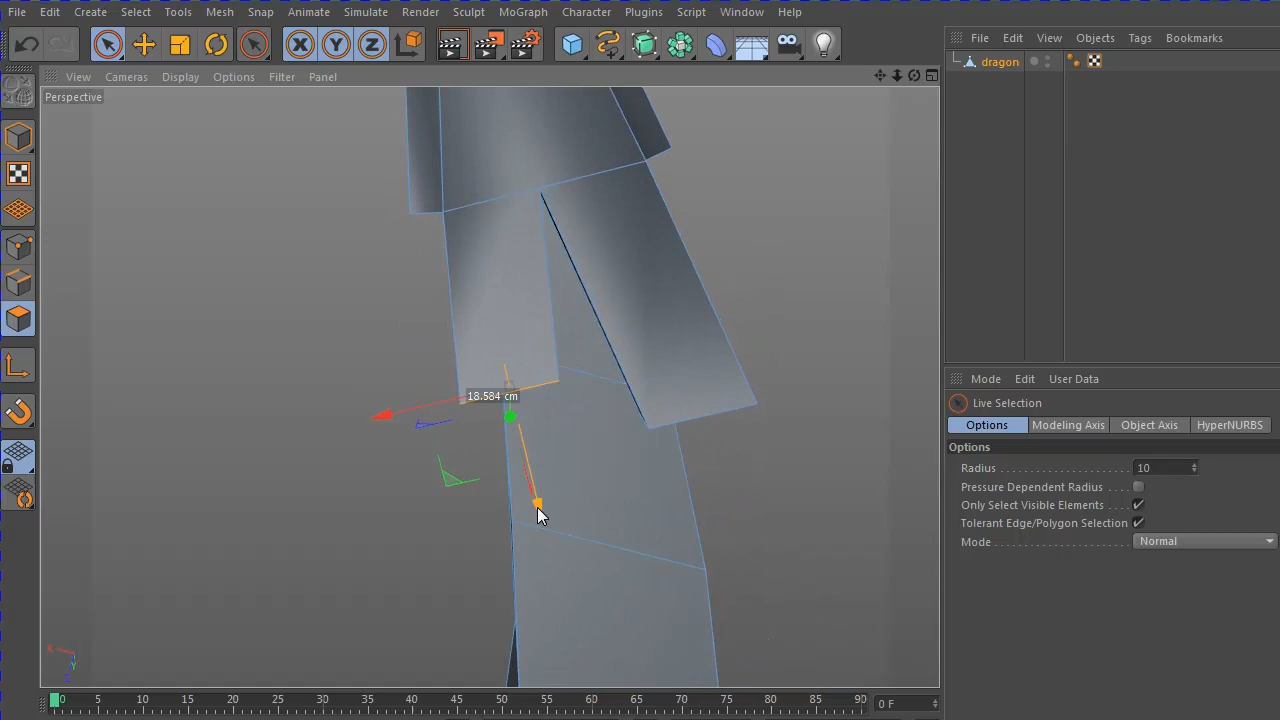 File Edit Create Select Tools Mesh Snap Animate Simulate Render Sculpt MoGraph Character Plugins Script Window Help
File Edit View Objects Tags Bookmarks
dragon
View Cameras Display Options Filter Panel
Perspective
18.584 cm
Mode Edit User Data
Live Selection
Options Modeling Axis Object Axis HyperNURBS
Options
Radius 10
Pressure Dependent Radius
Only Select Visible Elements
Tolerant Edge/Polygon Selection
Mode Normal
X Y Z
X
Y
Z
0 5 10 15 20 25 30 35 40 45 50 55 60 65 70 75 80 85 90
0 F